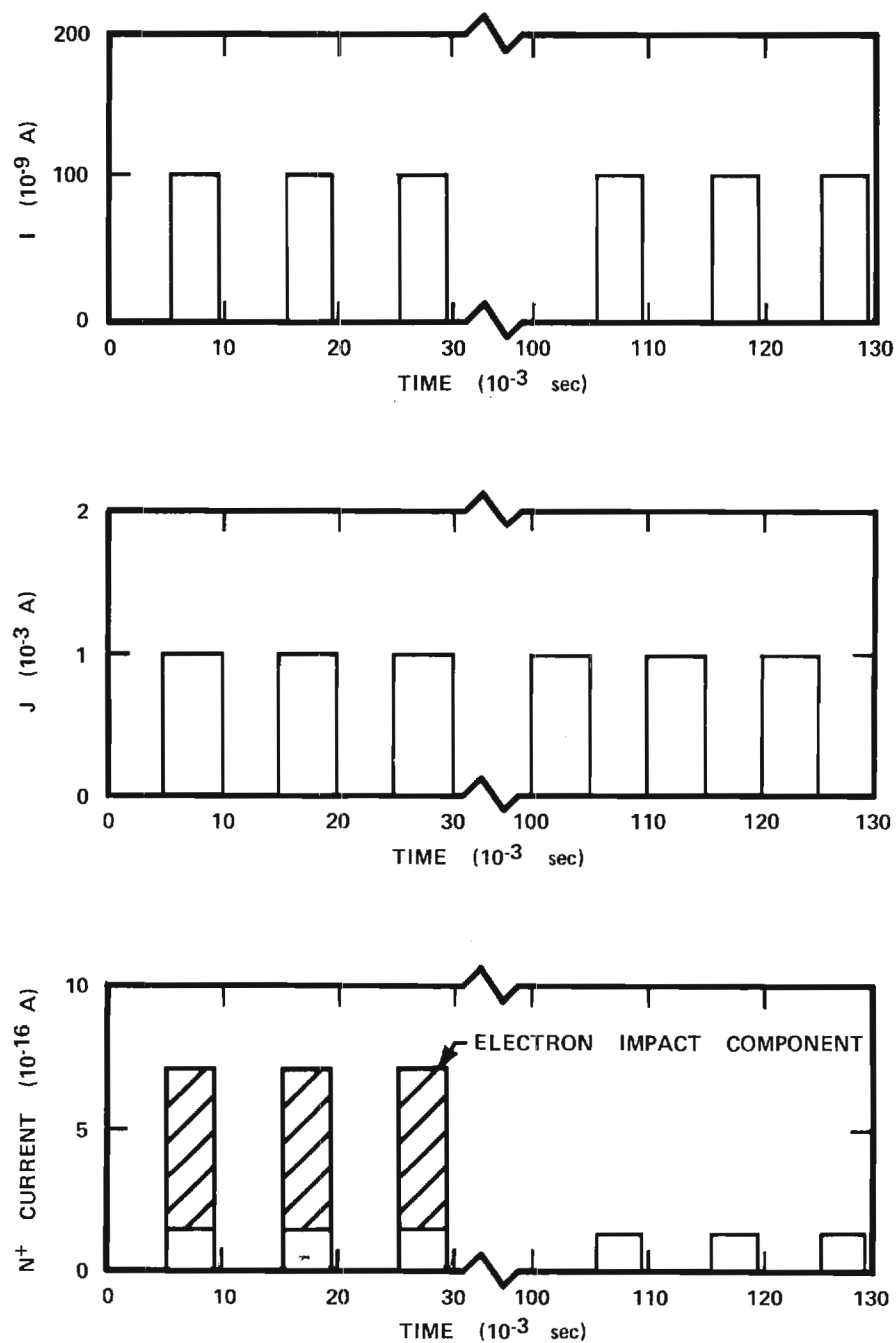 200
100
0
I (10-9 A)
0 10 20 30 100 110 120 130
TIME (10-3 sec)
2
1
0
J (10-3 A)
0 10 20 30 100 110 120 130
TIME (10-3 sec)
10
5
0
N+ CURRENT (10-16 A)
ELECTRON IMPACT COMPONENT
0 10 20 30 100 110 120 130
TIME (10-3 sec)